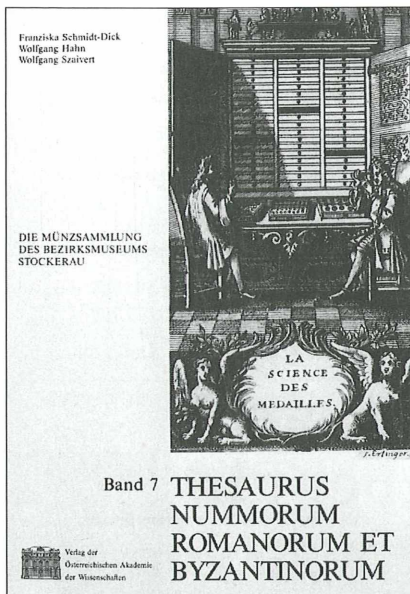 Franziska Schmidt-Dick
Wolfgang Hahn
Wolfgang Szaivert
DIE MÜNZSAMMLUNG
DES BEZIRKSMUSEUMS
STOCKERAU
LA
SCIENCE
DES
MEDAILLES.
J. Ertinger.
Band 7
THESAURUS
NUMMORUM
ROMANORUM ET
BYZANTINORUM
Verlag der
Österreichischen Akademie
der Wissenschaften